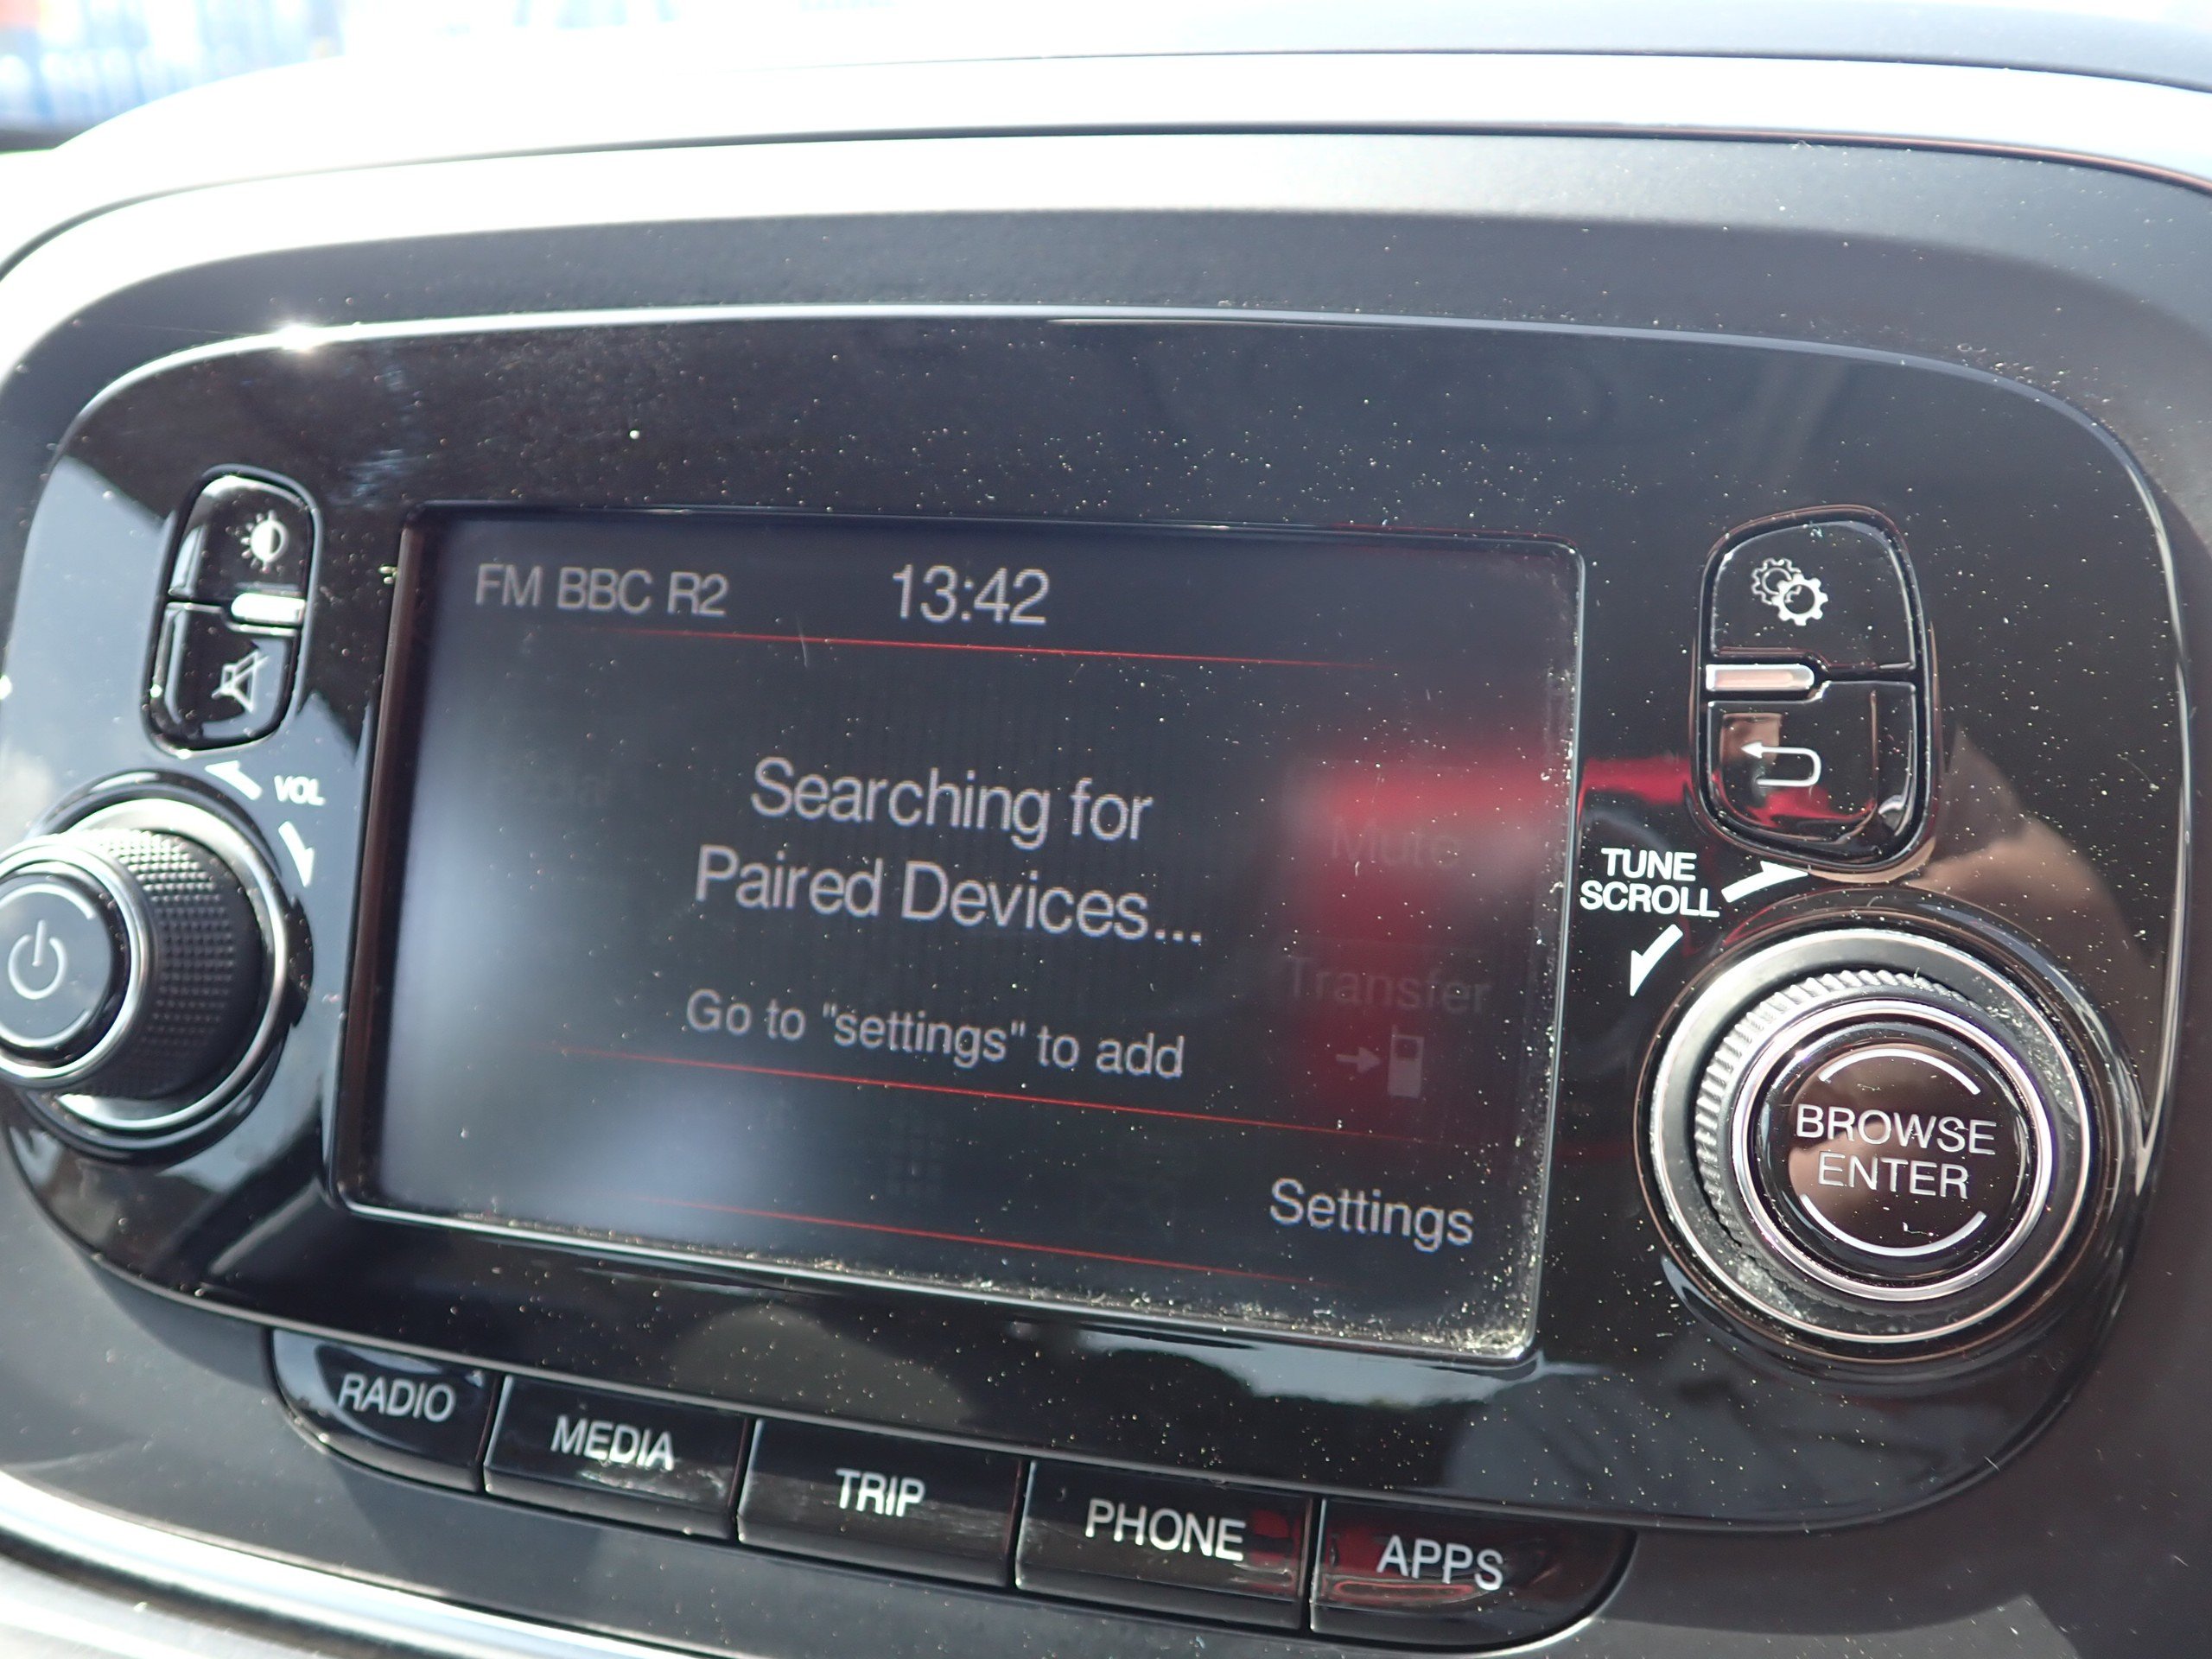 FM BBC R2
13:42
VOL
Searching for
Paired Devices...
Mute
TUNE
SCROLL
Transfer
Go to "settings" to add
BROWSE
ENTER
Settings
RADIO
MEDIA
TRIP
PHONE
APPS